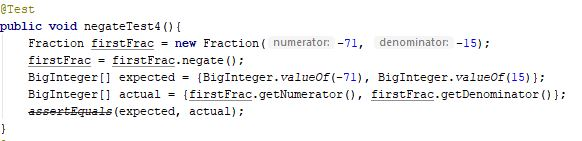 @Test
public void negateTest4(){
Fraction firstFrac = new Fraction( numerator: -71, denominator: -15);
firstFrac = firstFrac.negate();
BigInteger[] expected = {BigInteger.valueOf(-71), BigInteger.valueOf(15)};
BigInteger[] actual = {firstFrac.getNumerator(), firstFrac.getDenominator()};
assertEquals(expected, actual);
}